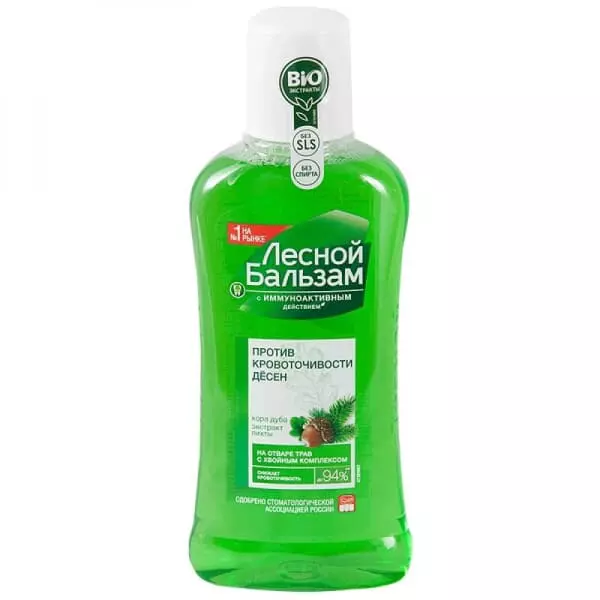 BIO
ЭКСТРАКТЫ
БЕЗ
SLS
БЕЗ
СПИРТА
№1 НА
РЫНКЕ
Лесной
Бальзам
С ИММУНОАКТИВНЫМ
ДЕЙСТВИЕМ
ПРОТИВ
КРОВОТОЧИВОСТИ
ДЁСЕН
кора дуба
экстракт
пихты
НА ОТВАРЕ ТРАВ
С ХВОЙНЫМ КОМПЛЕКСОМ
СНИЖАЕТ
КРОВОТОЧИВОСТЬ
до 94%
ОДОБРЕНО СТОМАТОЛОГИЧЕСКОЙ
АССОЦИАЦИЕЙ РОССИИ